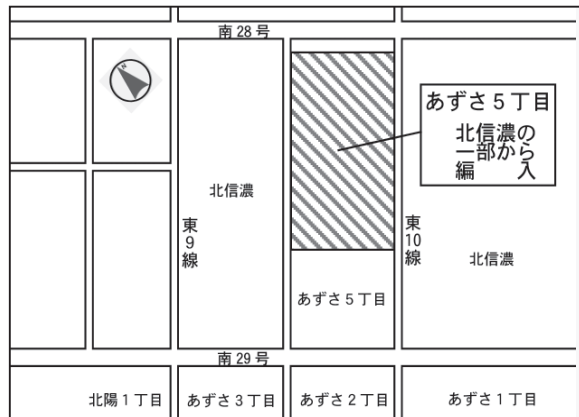 南28号
N
あずさ5丁目
北信濃の
一部から
編　入
北信濃
東9線
東10線
北信濃
あずさ5丁目
南29号
北陽1丁目
あずさ3丁目
あずさ2丁目
あずさ1丁目